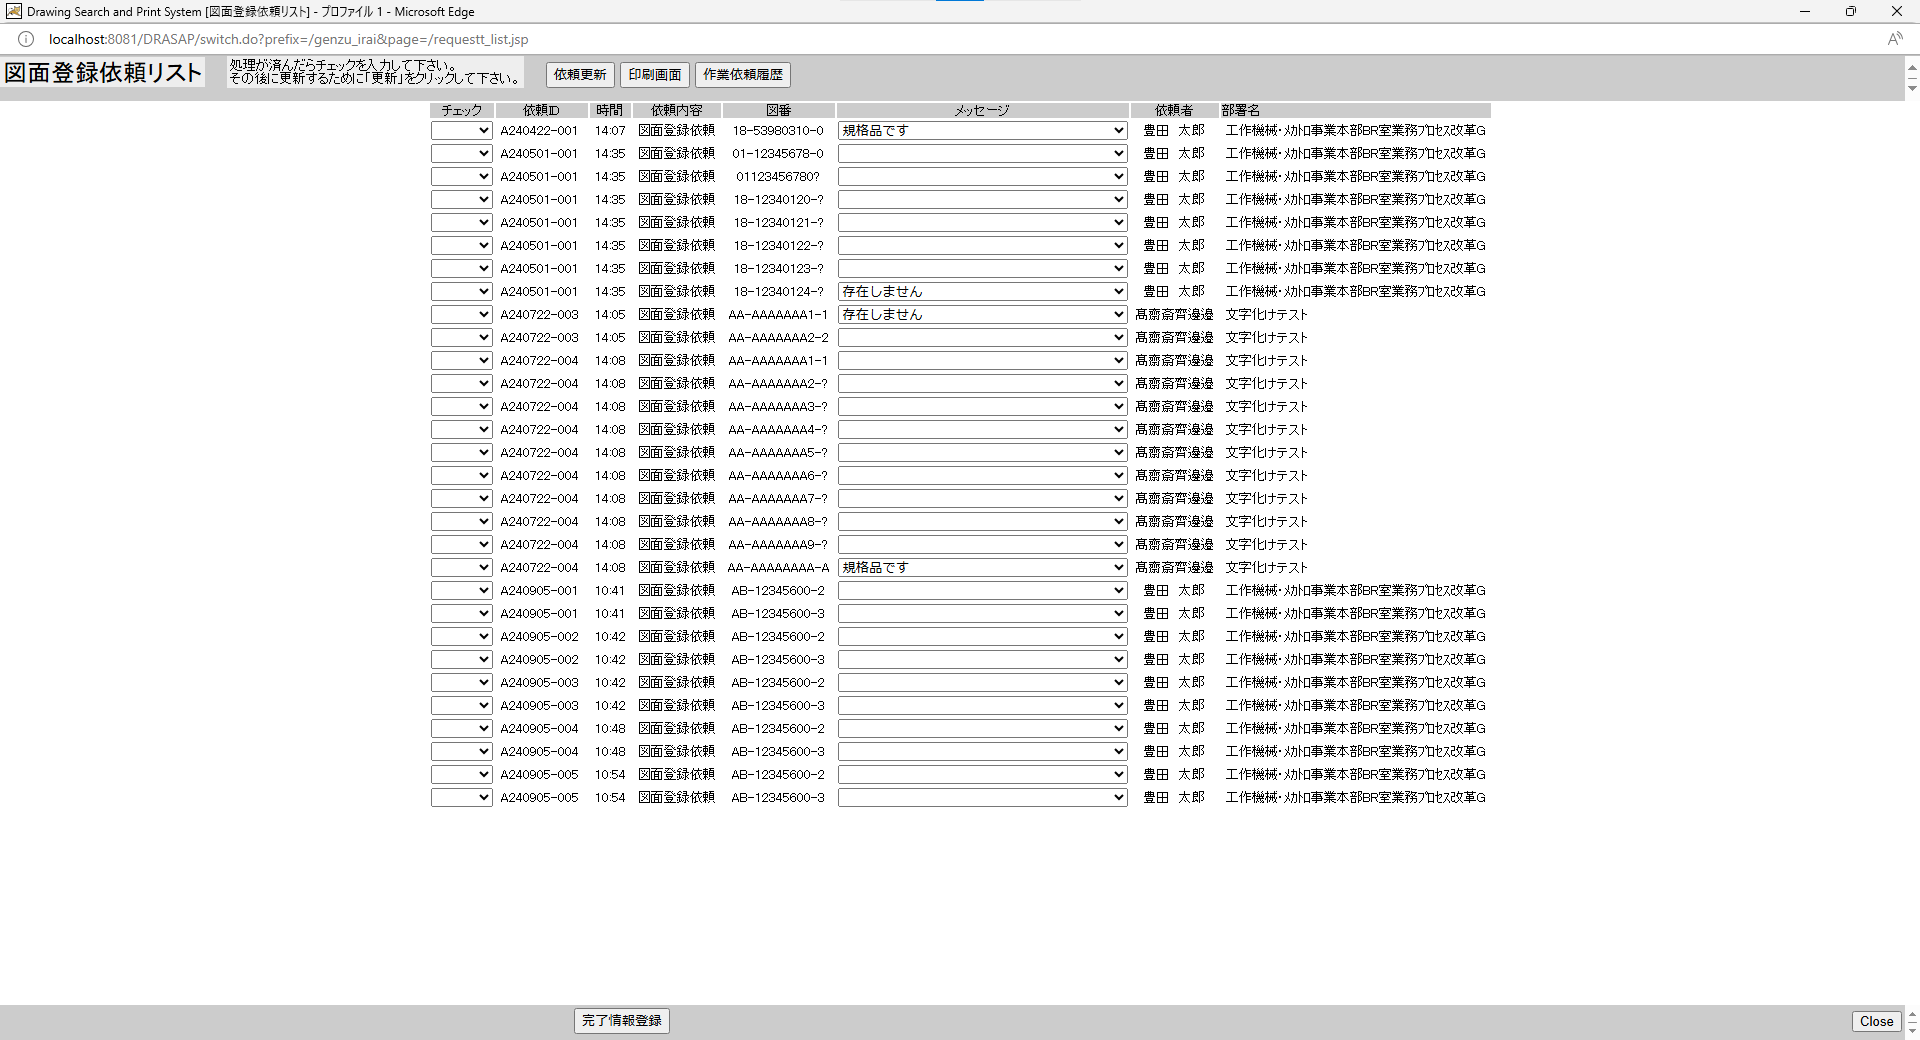 Drawing Search and Print System [図面登録依頼リスト] - プロファイル 1 - Microsoft Edge
localhost:8081/DRASAP/switch.do?prefix=/genzu_irai&page=/requestt_list.jsp
図面登録依頼リスト
処理が済んだらチェックを入力して下さい。
その後に更新するために「更新」をクリックして下さい。
依頼更新 印刷画面 作業依頼履歴
チェック 依頼ID 時間 依頼内容 図番 メッセージ 依頼者 部署名
A240422-001 14:07 図面登録依頼 18-53980310-0 規格品です 豊田　太郎 工作機械・ﾒｶﾄﾛ事業本部BR室業務ﾌﾟﾛｾｽ改革G
A240501-001 14:35 図面登録依頼 01-12345678-0 豊田　太郎 工作機械・ﾒｶﾄﾛ事業本部BR室業務ﾌﾟﾛｾｽ改革G
A240501-001 14:35 図面登録依頼 01123456780? 豊田　太郎 工作機械・ﾒｶﾄﾛ事業本部BR室業務ﾌﾟﾛｾｽ改革G
A240501-001 14:35 図面登録依頼 18-12340120-? 豊田　太郎 工作機械・ﾒｶﾄﾛ事業本部BR室業務ﾌﾟﾛｾｽ改革G
A240501-001 14:35 図面登録依頼 18-12340121-? 豊田　太郎 工作機械・ﾒｶﾄﾛ事業本部BR室業務ﾌﾟﾛｾｽ改革G
A240501-001 14:35 図面登録依頼 18-12340122-? 豊田　太郎 工作機械・ﾒｶﾄﾛ事業本部BR室業務ﾌﾟﾛｾｽ改革G
A240501-001 14:35 図面登録依頼 18-12340123-? 豊田　太郎 工作機械・ﾒｶﾄﾛ事業本部BR室業務ﾌﾟﾛｾｽ改革G
A240501-001 14:35 図面登録依頼 18-12340124-? 存在しません 豊田　太郎 工作機械・ﾒｶﾄﾛ事業本部BR室業務ﾌﾟﾛｾｽ改革G
A240722-003 14:05 図面登録依頼 AA-AAAAAAA1-1 存在しません 髙齋斎齊邉邊 文字化けテスト
A240722-003 14:05 図面登録依頼 AA-AAAAAAA2-2 髙齋斎齊邉邊 文字化けテスト
A240722-004 14:08 図面登録依頼 AA-AAAAAAA1-1 髙齋斎齊邉邊 文字化けテスト
A240722-004 14:08 図面登録依頼 AA-AAAAAAA2-? 髙齋斎齊邉邊 文字化けテスト
A240722-004 14:08 図面登録依頼 AA-AAAAAAA3-? 髙齋斎齊邉邊 文字化けテスト
A240722-004 14:08 図面登録依頼 AA-AAAAAAA4-? 髙齋斎齊邉邊 文字化けテスト
A240722-004 14:08 図面登録依頼 AA-AAAAAAA5-? 髙齋斎齊邉邊 文字化けテスト
A240722-004 14:08 図面登録依頼 AA-AAAAAAA6-? 髙齋斎齊邉邊 文字化けテスト
A240722-004 14:08 図面登録依頼 AA-AAAAAAA7-? 髙齋斎齊邉邊 文字化けテスト
A240722-004 14:08 図面登録依頼 AA-AAAAAAA8-? 髙齋斎齊邉邊 文字化けテスト
A240722-004 14:08 図面登録依頼 AA-AAAAAAA9-? 髙齋斎齊邉邊 文字化けテスト
A240722-004 14:08 図面登録依頼 AA-AAAAAAAA-A 規格品です 髙齋斎齊邉邊 文字化けテスト
A240905-001 10:41 図面登録依頼 AB-12345600-2 豊田　太郎 工作機械・ﾒｶﾄﾛ事業本部BR室業務ﾌﾟﾛｾｽ改革G
A240905-001 10:41 図面登録依頼 AB-12345600-3 豊田　太郎 工作機械・ﾒｶﾄﾛ事業本部BR室業務ﾌﾟﾛｾｽ改革G
A240905-002 10:42 図面登録依頼 AB-12345600-2 豊田　太郎 工作機械・ﾒｶﾄﾛ事業本部BR室業務ﾌﾟﾛｾｽ改革G
A240905-002 10:42 図面登録依頼 AB-12345600-3 豊田　太郎 工作機械・ﾒｶﾄﾛ事業本部BR室業務ﾌﾟﾛｾｽ改革G
A240905-003 10:42 図面登録依頼 AB-12345600-2 豊田　太郎 工作機械・ﾒｶﾄﾛ事業本部BR室業務ﾌﾟﾛｾｽ改革G
A240905-003 10:42 図面登録依頼 AB-12345600-3 豊田　太郎 工作機械・ﾒｶﾄﾛ事業本部BR室業務ﾌﾟﾛｾｽ改革G
A240905-004 10:48 図面登録依頼 AB-12345600-2 豊田　太郎 工作機械・ﾒｶﾄﾛ事業本部BR室業務ﾌﾟﾛｾｽ改革G
A240905-004 10:48 図面登録依頼 AB-12345600-3 豊田　太郎 工作機械・ﾒｶﾄﾛ事業本部BR室業務ﾌﾟﾛｾｽ改革G
A240905-005 10:54 図面登録依頼 AB-12345600-2 豊田　太郎 工作機械・ﾒｶﾄﾛ事業本部BR室業務ﾌﾟﾛｾｽ改革G
A240905-005 10:54 図面登録依頼 AB-12345600-3 豊田　太郎 工作機械・ﾒｶﾄﾛ事業本部BR室業務ﾌﾟﾛｾｽ改革G
完了情報登録 Close